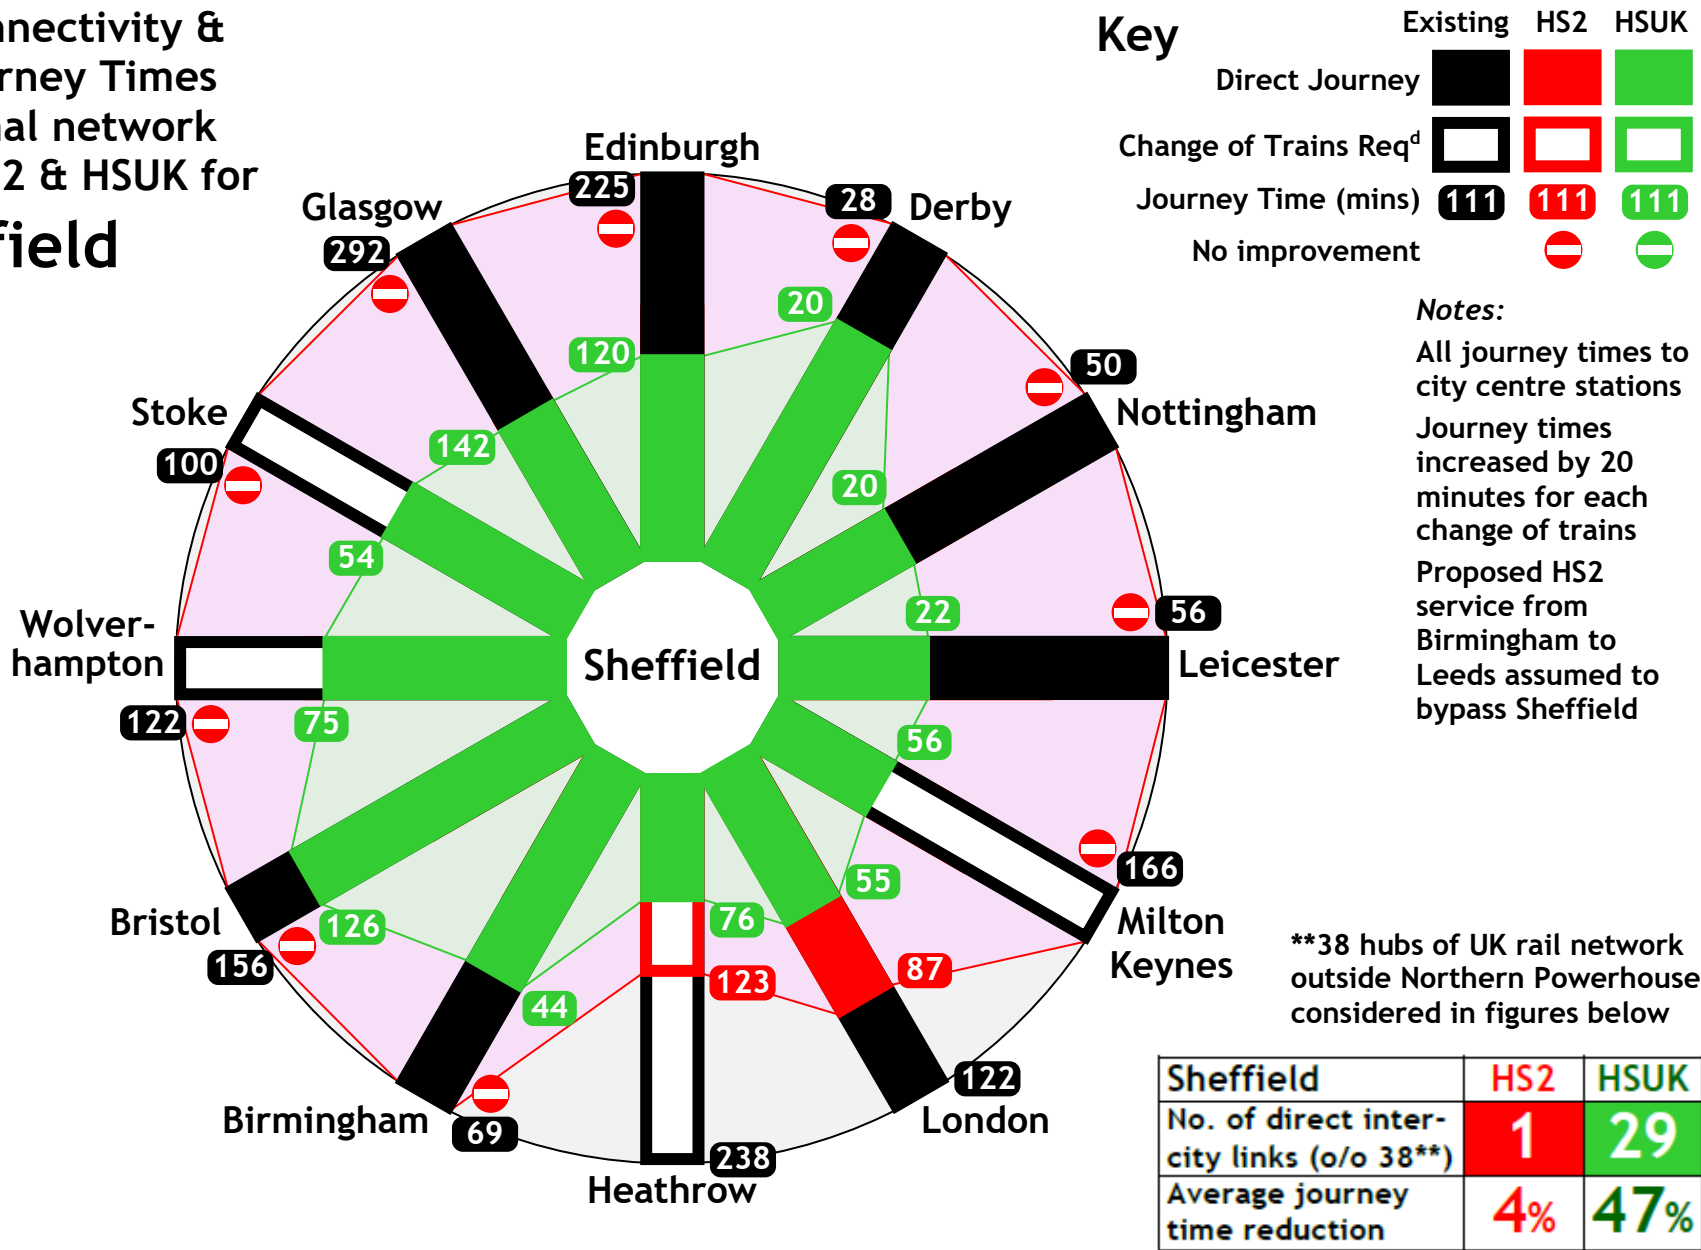 nnectivity &
rney Times
al network
2 & HSUK for
field
Key
Existing HS2 HSUK
Direct Journey
Change of Trains Reqd
Journey Time (mins) 111 111 111
No improvement
Notes:
All journey times to
city centre stations
Journey times
increased by 20
minutes for each
change of trains
Proposed HS2
service from
Birmingham to
Leeds assumed to
bypass Sheffield
Edinburgh
225
120
Derby
28
20
Nottingham
50
20
Leicester
56
22
Milton
Keynes
166
56
London
122
87
55
Heathrow
238
123
76
Birmingham
69
44
Bristol
156
126
Wolver-
hampton
122
75
Stoke
100
54
Glasgow
292
142
Sheffield
**38 hubs of UK rail network
outside Northern Powerhouse
considered in figures below
Sheffield HS2 HSUK
No. of direct inter-
city links (o/o 38**) 1 29
Average journey
time reduction 4% 47%